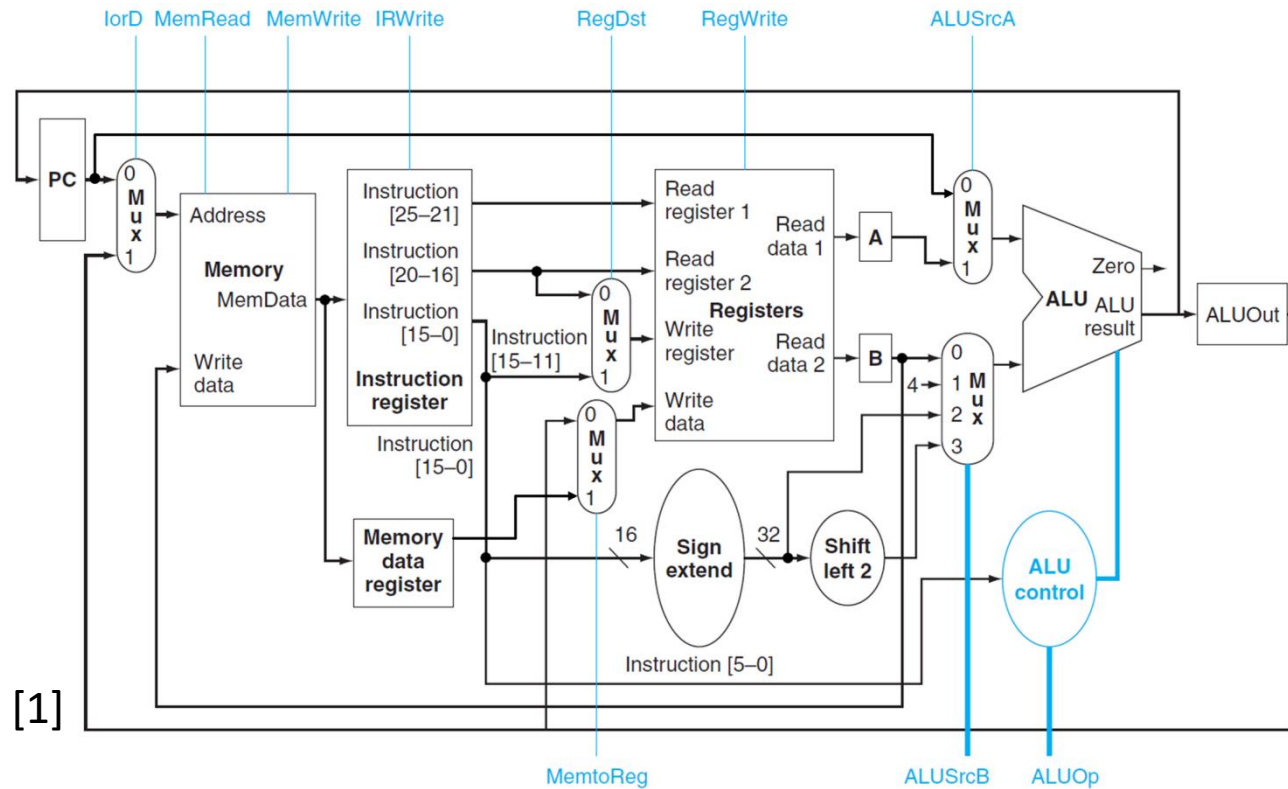 IorD MemRead MemWrite IRWrite RegDst RegWrite ALUSrcA
PC
0
M
u
x
1
Address
Memory
MemData
Write
data
Instruction
[25–21]
Instruction
[20–16]
Instruction
[15–0]
Instruction
register
Instruction
[15–11]
Instruction
[15–0]
Memory
data
register
0
M
u
x
1
0
M
u
x
1
Read
register 1
Read
register 2
Registers
Write
register
Write
data
Read
data 1
Read
data 2
16
Sign
extend
32
Shift
left 2
A
B
4
0
M
u
x
1
0
1
2
3
M
u
x
Zero
ALU
ALU
result
ALUOut
ALU
control
Instruction [5–0]
[1]
MemtoReg ALUSrcB ALUOp